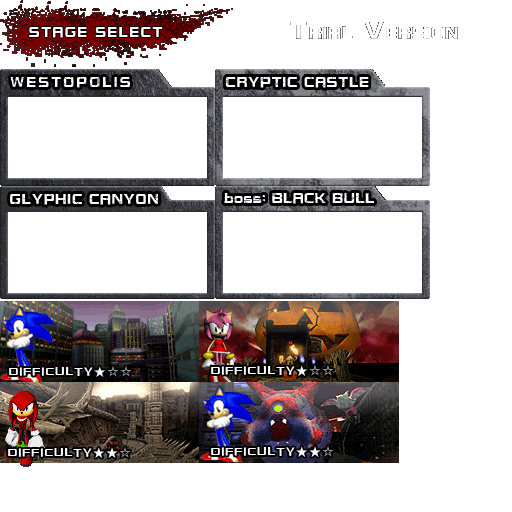 STAGE SELECT
Trial Version
WESTOPOLIS
CRYPTIC CASTLE
GLYPHIC CANYON
boss: BLACK BULL
DIFFICULTY★☆☆
DIFFICULTY★☆☆
DIFFICULTY★★☆
DIFFICULTY★★☆